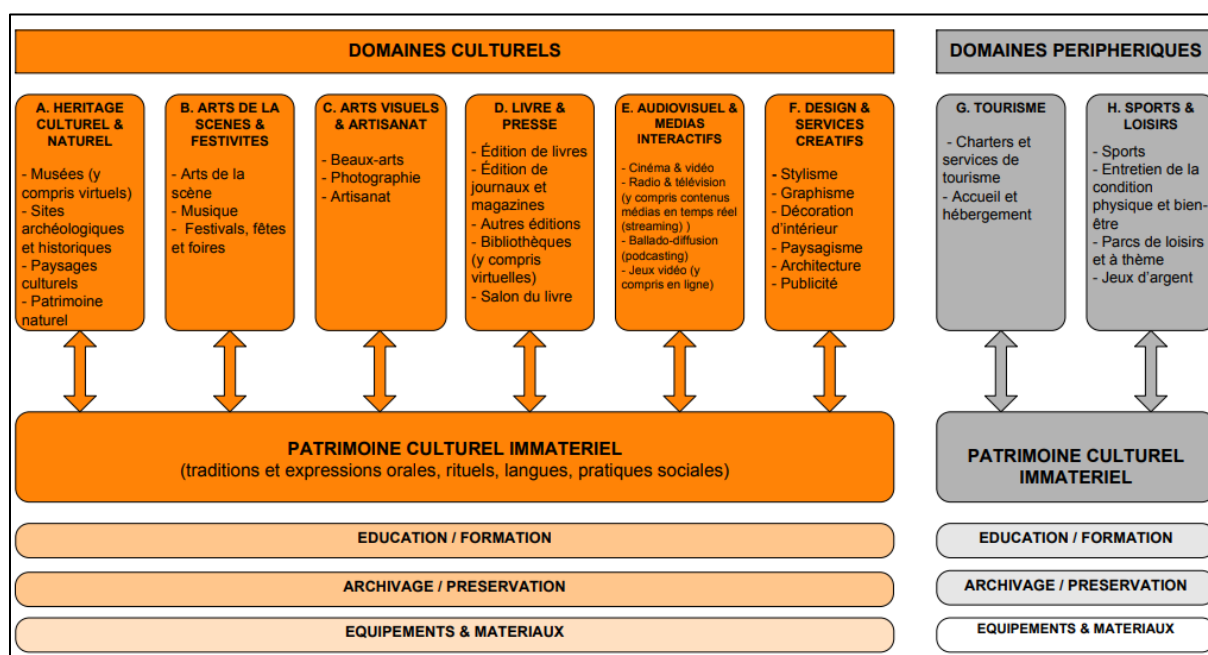 DOMAINES CULTURELS
DOMAINES PERIPHERIQUES
A. HERITAGE
CULTUREL &
NATUREL
- Musées (y
compris virtuels)
- Sites
archéologiques
et historiques
- Paysages
culturels
- Patrimoine
naturel
B. ARTS DE LA
SCENES &
FESTIVITES
- Arts de la
scène
- Musique
- Festivals, fêtes
et foires
C. ARTS VISUELS
& ARTISANAT
- Beaux-arts
- Photographie
- Artisanat
D. LIVRE &
PRESSE
- Édition de livres
- Édition de
journaux et
magazines
- Autres éditions
- Bibliothèques
(y compris
virtuelles)
- Salon du livre
E. AUDIOVISUEL &
MEDIAS
INTERACTIFS
- Cinéma & vidéo
- Radio & télévision
(y compris contenus
médias en temps réel
(streaming) )
- Ballado-diffusion
(podcasting)
- Jeux vidéo (y
compris en ligne)
F. DESIGN &
SERVICES
CREATIFS
- Stylisme
- Graphisme
- Décoration
d'intérieur
- Paysagisme
- Architecture
- Publicité
G. TOURISME
- Charters et
services de
tourisme
- Accueil et
hébergement
H. SPORTS &
LOISIRS
- Sports
- Entretien de la
condition
physique et bien-
être
- Parcs de loisirs
et à thème
- Jeux d'argent
PATRIMOINE CULTUREL IMMATERIEL
(traditions et expressions orales, rituels, langues, pratiques sociales)
PATRIMOINE CULTUREL
IMMATERIEL
EDUCATION / FORMATION
EDUCATION / FORMATION
ARCHIVAGE / PRESERVATION
ARCHIVAGE / PRESERVATION
EQUIPEMENTS & MATERIAUX
EQUIPEMENTS & MATERIAUX